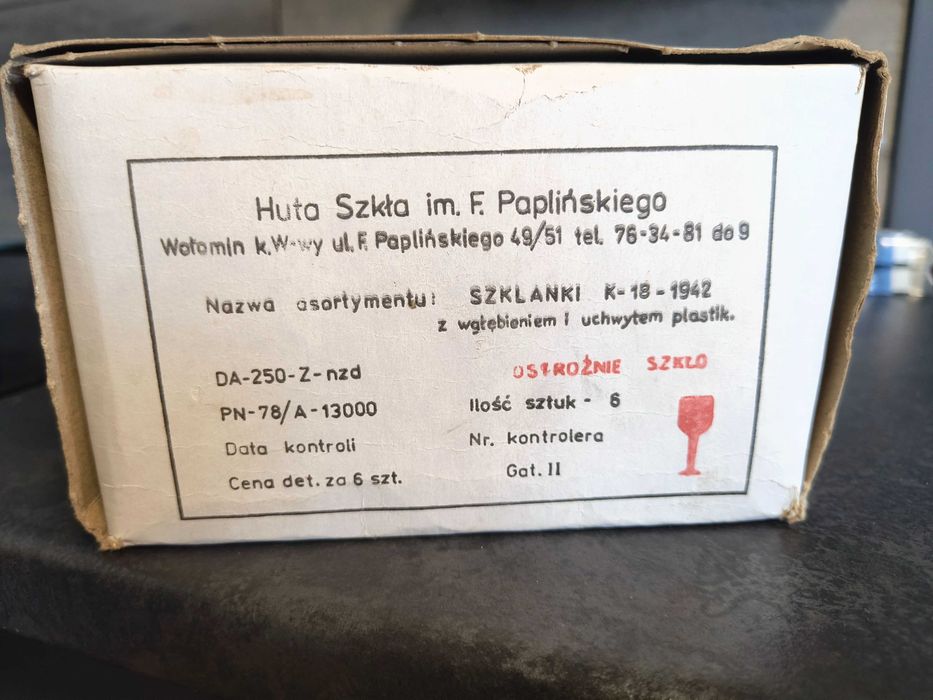 Huta Szkła im. F. Paplińskiego
Wołomin k. W-wy ul. F. Paplińskiego 49/51 tel. 76-34-81 do 9
Nazwa asortymentu: SZKLANKI K-18-1942
z wgłębieniem i uchwytem plastik.
DA-250-Z-nzd
OSTROŻNIE SZKŁO
PN-78/A-13000
Ilość sztuk - 6
Data kontroli
Nr. kontrolera
Cena det. za 6 szt.
Gat. II